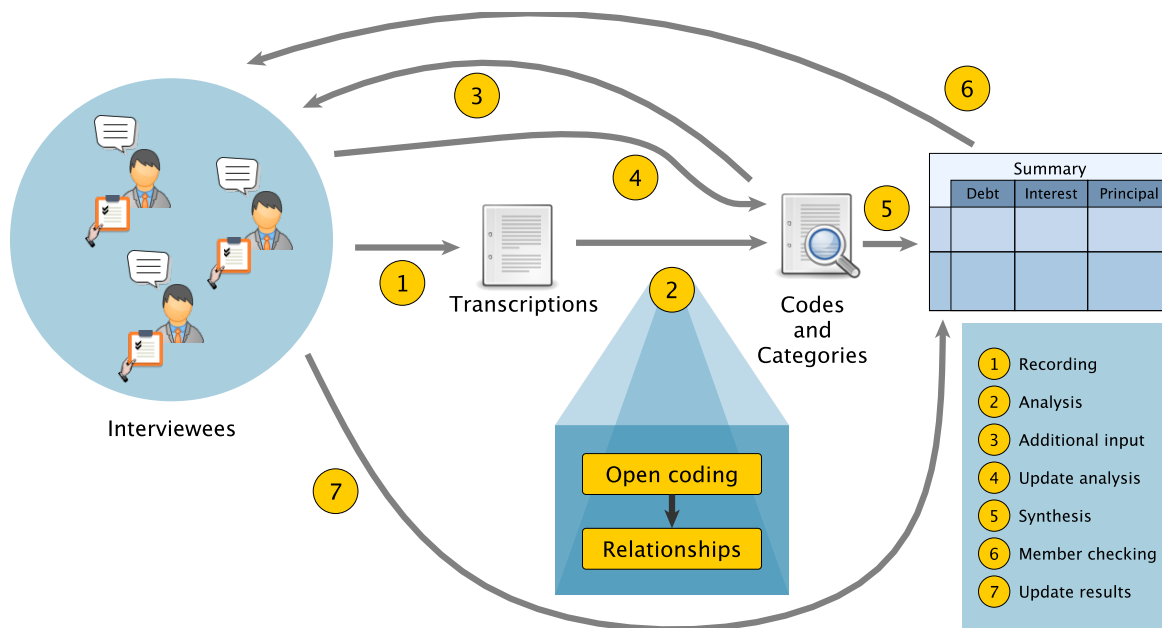 6
3
Summary
Debt
Interest
Principal
4
5
1
Transcriptions
2
Codes
and
Categories
Interviewees
Open coding
Relationships
7
1 Recording
2 Analysis
3 Additional input
4 Update analysis
5 Synthesis
6 Member checking
7 Update results